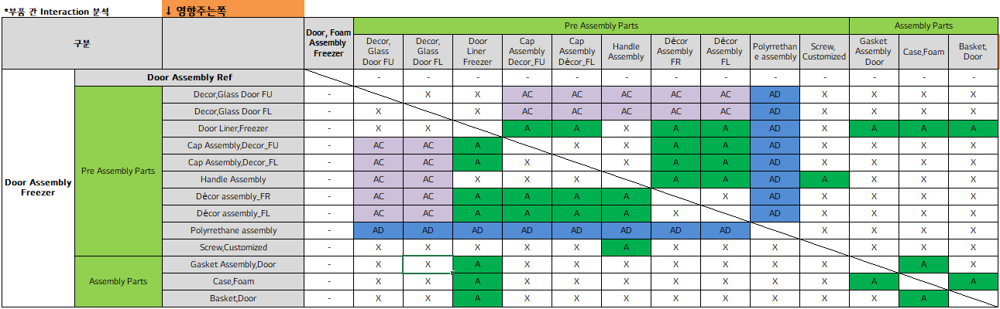 *부품 간 Interaction 분석 ↓ 영향주는쪽
구분 Door, Foam Assembly Freezer Pre Assembly Parts Assembly Parts
Decor, Glass Door FU Decor, Glass Door FL Door Liner Freezer Cap Assembly Decor_FU Cap Assembly Décor_FL Handle Assembly Décor Assembly FR Décor Assembly FL Polyrrethan e assembly Screw, Customized Gasket Assembly Door Case,Foam Basket, Door
Door Assembly Freezer
Door Assembly Ref - - - - - - - - - - - - -
Pre Assembly Parts
Decor,Glass Door FU - X X AC AC AC AC AC AD X X X X
Decor,Glass Door FL - X X AC AC AC AC AC AD X X X X
Door Liner,Freezer - X X A A X A A AD X A A A
Cap Assembly,Decor_FU - AC AC A X X A A AD X X X X
Cap Assembly,Decor_FL - AC AC A X X A A AD X X X X
Handle Assembly - AC AC X X X A A AD A X X X
Décor assembly_FR - AC AC A A A A X AD X X X X
Décor assembly_FL - AC AC A A A A X AD X X X X
Polyrrethane assembly - AD AD AD AD AD AD AD AD X X X X
Screw,Customized - X X X X X A X X X X X X
Assembly Parts
Gasket Assembly,Door - X X A X X X X X X X A X
Case,Foam - X X A X X X X X X X A A
Basket,Door - X X A X X X X X X X X A